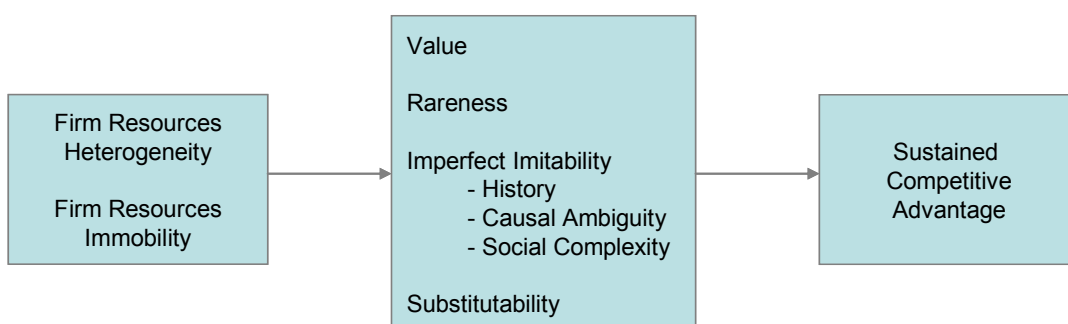 Firm Resources
Heterogeneity
Firm Resources
Immobility
Value
Rareness
Imperfect Imitability
- History
- Causal Ambiguity
- Social Complexity
Substitutability
Sustained
Competitive
Advantage